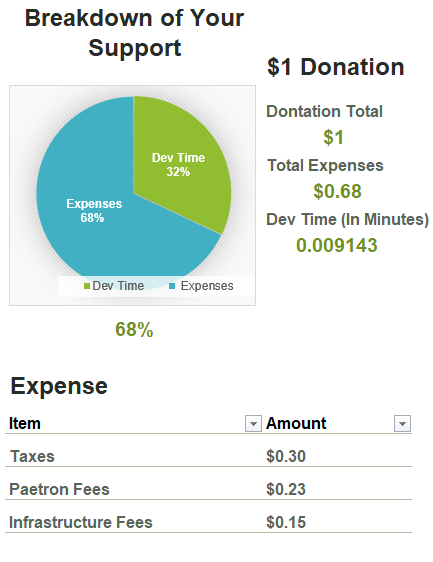 Breakdown of Your
Support
$1 Donation
Dontation Total
$1
Total Expenses
$0.68
Dev Time (In Minutes)
0.009143
Dev Time
32%
Expenses
68%
Dev Time Expenses
68%
Expense
Item Amount
Taxes $0.30
Paetron Fees $0.23
Infrastructure Fees $0.15